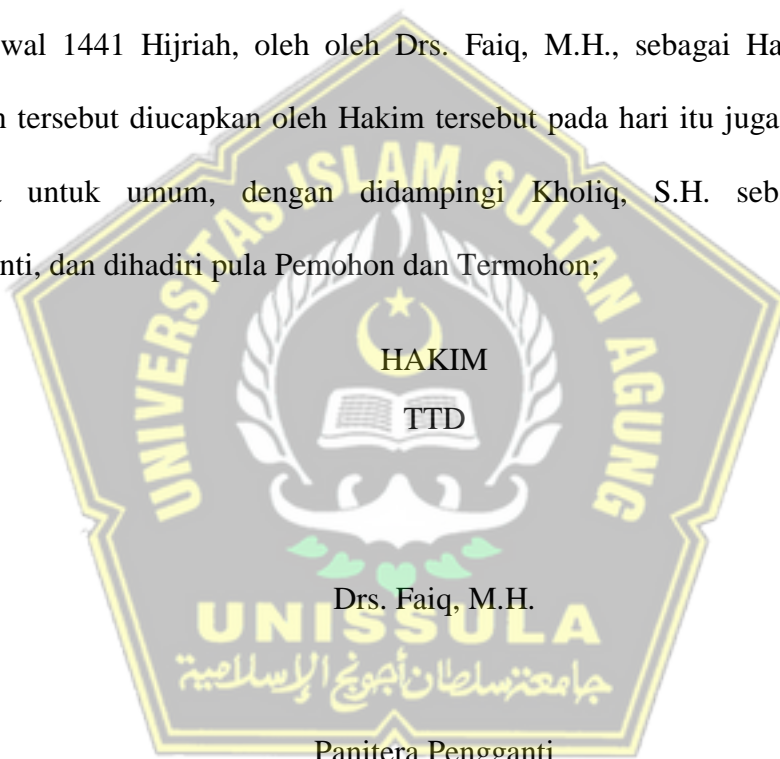 wal 1441 Hijriah, oleh oleh Drs. Faiq, M.H., sebagai Ha
n tersebut diucapkan oleh Hakim tersebut pada hari itu juga
untuk umum, dengan didampingi Kholiq, S.H. seb
nti, dan dihadiri pula Pemohon dan Termohon;
UNIVERSITAS ISLAM SULTAN AGUNG
HAKIM
TTD
Drs. Faiq, M.H.
UNISSULA
جامعة سلطان أجونج الإسلامية
Panitera Pengganti